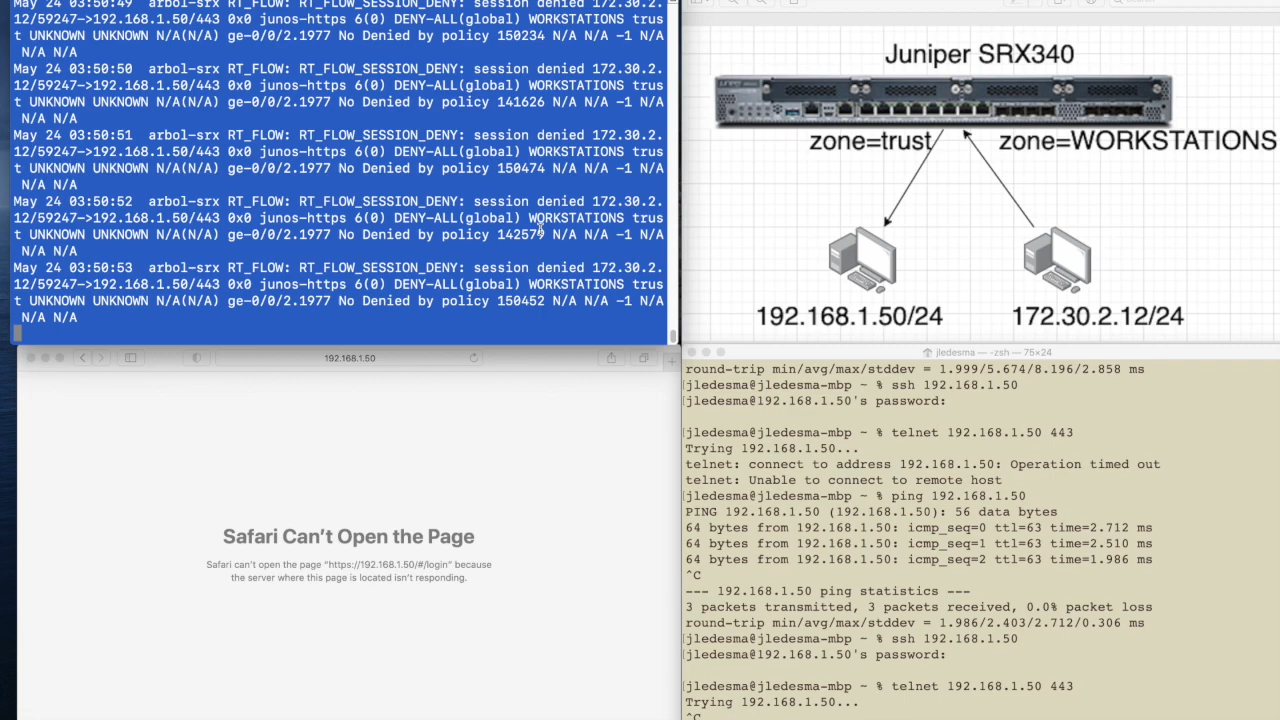 May 24 03:50:49  arbol-srx RT_FLOW: RT_FLOW_SESSION_DENY: session denied 172.30.2.
12/59247->192.168.1.50/443 0x0 junos-https 6(0) DENY-ALL(global) WORKSTATIONS trus
t UNKNOWN UNKNOWN N/A(N/A) ge-0/0/2.1977 No Denied by policy 150234 N/A N/A -1 N/A
 N/A N/A
May 24 03:50:50  arbol-srx RT_FLOW: RT_FLOW_SESSION_DENY: session denied 172.30.2.
12/59247->192.168.1.50/443 0x0 junos-https 6(0) DENY-ALL(global) WORKSTATIONS trus
t UNKNOWN UNKNOWN N/A(N/A) ge-0/0/2.1977 No Denied by policy 141626 N/A N/A -1 N/A
 N/A N/A
May 24 03:50:51  arbol-srx RT_FLOW: RT_FLOW_SESSION_DENY: session denied 172.30.2.
12/59247->192.168.1.50/443 0x0 junos-https 6(0) DENY-ALL(global) WORKSTATIONS trus
t UNKNOWN UNKNOWN N/A(N/A) ge-0/0/2.1977 No Denied by policy 150474 N/A N/A -1 N/A
 N/A N/A
May 24 03:50:52  arbol-srx RT_FLOW: RT_FLOW_SESSION_DENY: session denied 172.30.2.
12/59247->192.168.1.50/443 0x0 junos-https 6(0) DENY-ALL(global) WORKSTATIONS trus
t UNKNOWN UNKNOWN N/A(N/A) ge-0/0/2.1977 No Denied by policy 142579 N/A N/A -1 N/A
 N/A N/A
May 24 03:50:53  arbol-srx RT_FLOW: RT_FLOW_SESSION_DENY: session denied 172.30.2.
12/59247->192.168.1.50/443 0x0 junos-https 6(0) DENY-ALL(global) WORKSTATIONS trus
t UNKNOWN UNKNOWN N/A(N/A) ge-0/0/2.1977 No Denied by policy 150452 N/A N/A -1 N/A
 N/A N/A
Juniper SRX340
zone=trust
zone=WORKSTATIONS
192.168.1.50/24
172.30.2.12/24
192.168.1.50
Safari Can't Open the Page
Safari can't open the page "https://192.168.1.50/#/login" because
the server where this page is located isn't responding.
jledesma — -zsh — 75×24
round-trip min/avg/max/stddev = 1.999/5.674/8.196/2.858 ms
[jledesma@jledesma-mbp ~ % ssh 192.168.1.50
[jledesma@192.168.1.50's password:
[jledesma@jledesma-mbp ~ % telnet 192.168.1.50 443
Trying 192.168.1.50...
telnet: connect to address 192.168.1.50: Operation timed out
telnet: Unable to connect to remote host
[jledesma@jledesma-mbp ~ % ping 192.168.1.50
PING 192.168.1.50 (192.168.1.50): 56 data bytes
64 bytes from 192.168.1.50: icmp_seq=0 ttl=63 time=2.712 ms
64 bytes from 192.168.1.50: icmp_seq=1 ttl=63 time=2.510 ms
64 bytes from 192.168.1.50: icmp_seq=2 ttl=63 time=1.986 ms
^C
--- 192.168.1.50 ping statistics ---
3 packets transmitted, 3 packets received, 0.0% packet loss
round-trip min/avg/max/stddev = 1.986/2.403/2.712/0.306 ms
[jledesma@jledesma-mbp ~ % ssh 192.168.1.50
[jledesma@192.168.1.50's password:
[jledesma@jledesma-mbp ~ % telnet 192.168.1.50 443
Trying 192.168.1.50...
^C